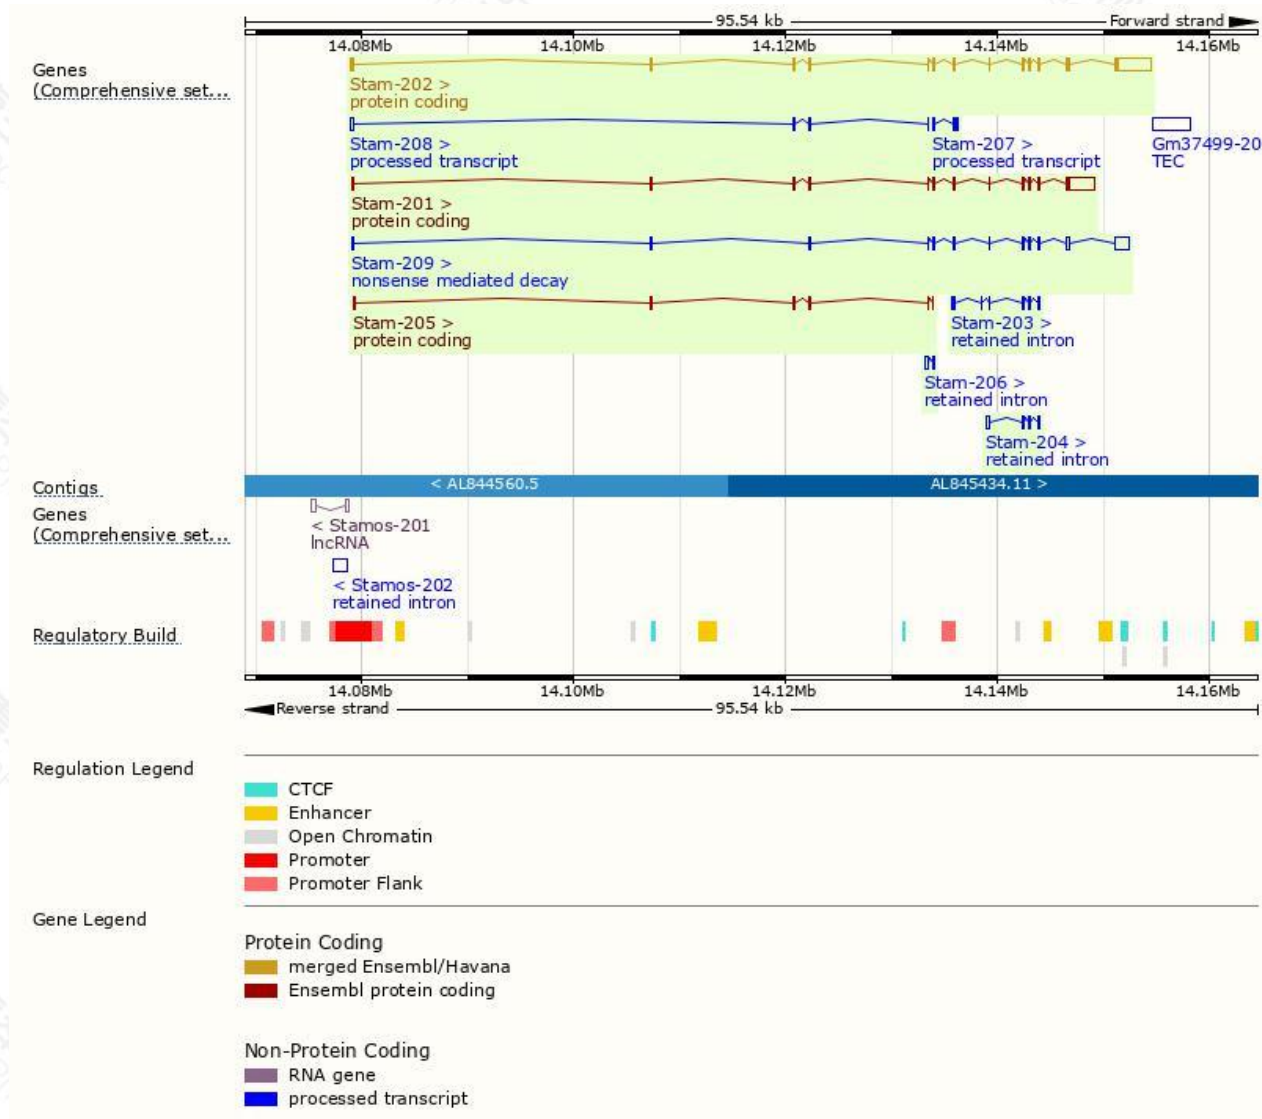 95.54 kb
Forward strand
14.08Mb 14.10Mb 14.12Mb 14.14Mb 14.16Mb
Genes
(Comprehensive set...
Stam-202 >
protein coding
Stam-208 > Stam-207 > Gm37499-20
processed transcript processed transcript TEC
Stam-201 >
protein coding
Stam-209 >
nonsense mediated decay
Stam-205 > Stam-203 >
protein coding retained intron
Stam-206 >
retained intron
Stam-204 >
retained intron
Contigs
< AL844560.5 AL845434.11 >
Genes
(Comprehensive set...
< Stamos-201
lncRNA
< Stamos-202
retained intron
Regulatory Build
14.08Mb 14.10Mb 14.12Mb 14.14Mb 14.16Mb
Reverse strand 95.54 kb
Regulation Legend
CTCF
Enhancer
Open Chromatin
Promoter
Promoter Flank
Gene Legend
Protein Coding
merged Ensembl/Havana
Ensembl protein coding
Non-Protein Coding
RNA gene
processed transcript